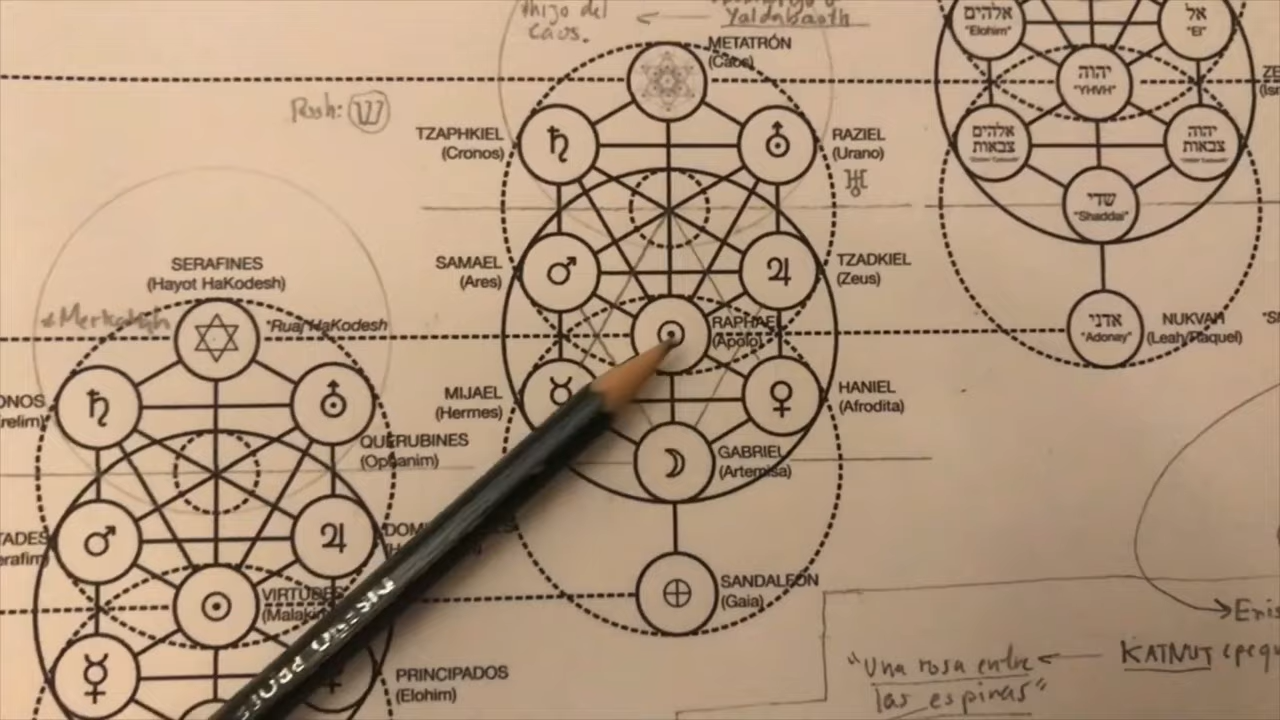 hijo del
Caos.
Yaldabaoth
METATRÓN
(Caos)
Rosh:
TZAPHKIEL
(Cronos)
RAZIEL
(Urano)
SAMAEL
(Ares)
TZADKIEL
(Zeus)
RAPHAEL
(Apolo)
MIJAEL
(Hermes)
HANIEL
(Afrodita)
GABRIEL
(Artemisa)
SANDALFÓN
(Gaia)
SERAFINES
(Hayot HaKodesh)
Merkabah
"Ruaj HaKodesh
QUERUBINES
(Ophanim)
VIRTUDES
PRINCIPADOS
(Elohim)
אלהים
"Elohim"
אל
"El"
יהוה
"YHVH"
אלהים
צבאות
יהוה
צבאות
שדי
"Shaddai"
אדני
"Adonay"
NUKVAH
(Leah/Raquel)
"Una rosa entre
las espinas"
KATNUT